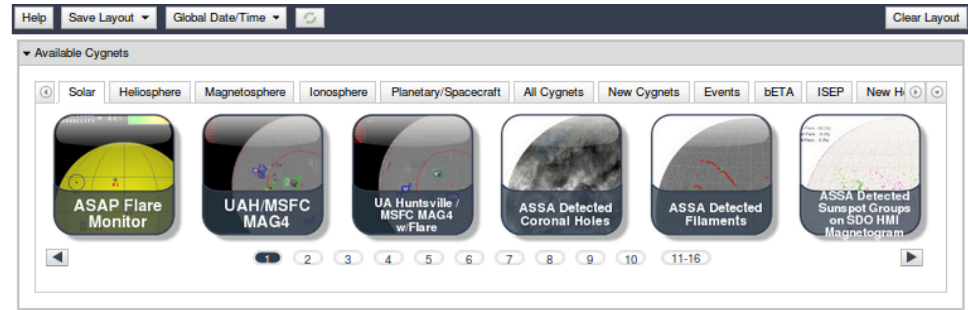 Help Save Layout Global Date/Time Clear Layout
Available Cygnets
Solar Heliosphere Magnetosphere Ionosphere Planetary/Spacecraft All Cygnets New Cygnets Events bETA ISEP New
ASAP Flare
Monitor
UAH/MSFC
MAG4
UA Huntsville /
MSFC MAG4
w/Flare
ASSA Detected
Coronal Holes
ASSA Detected
Filaments
ASSA Detected
Sunspot Groups
on SDO HMI
Magnetogram
1 2 3 4 5 6 7 8 9 10 11-16